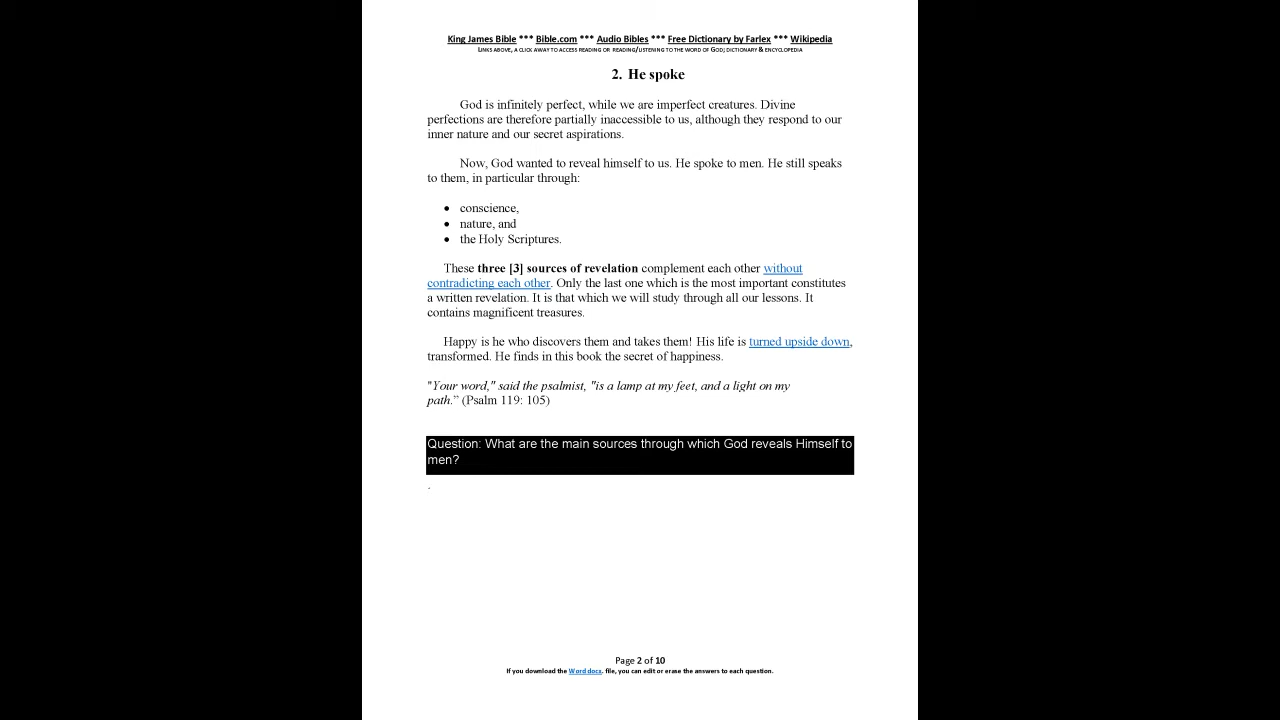 King James Bible *** Bible.com *** Audio Bibles *** Free Dictionary by Farlex *** Wikipedia
Links above, a click away to access reading or reading/listening to the word of God; dictionary & encyclopedia
2. He spoke
God is infinitely perfect, while we are imperfect creatures. Divine
perfections are therefore partially inaccessible to us, although they respond to our
inner nature and our secret aspirations.
Now, God wanted to reveal himself to us. He spoke to men. He still speaks
to them, in particular through:
• conscience,
• nature, and
• the Holy Scriptures.
These three [3] sources of revelation complement each other without
contradicting each other. Only the last one which is the most important constitutes
a written revelation. It is that which we will study through all our lessons. It
contains magnificent treasures.
Happy is he who discovers them and takes them! His life is turned upside down,
transformed. He finds in this book the secret of happiness.
"Your word," said the psalmist, "is a lamp at my feet, and a light on my
path.” (Psalm 119: 105)
Question: What are the main sources through which God reveals Himself to
men?
.
Page 2 of 10
If you download the Word docx. file, you can edit or erase the answers to each question.